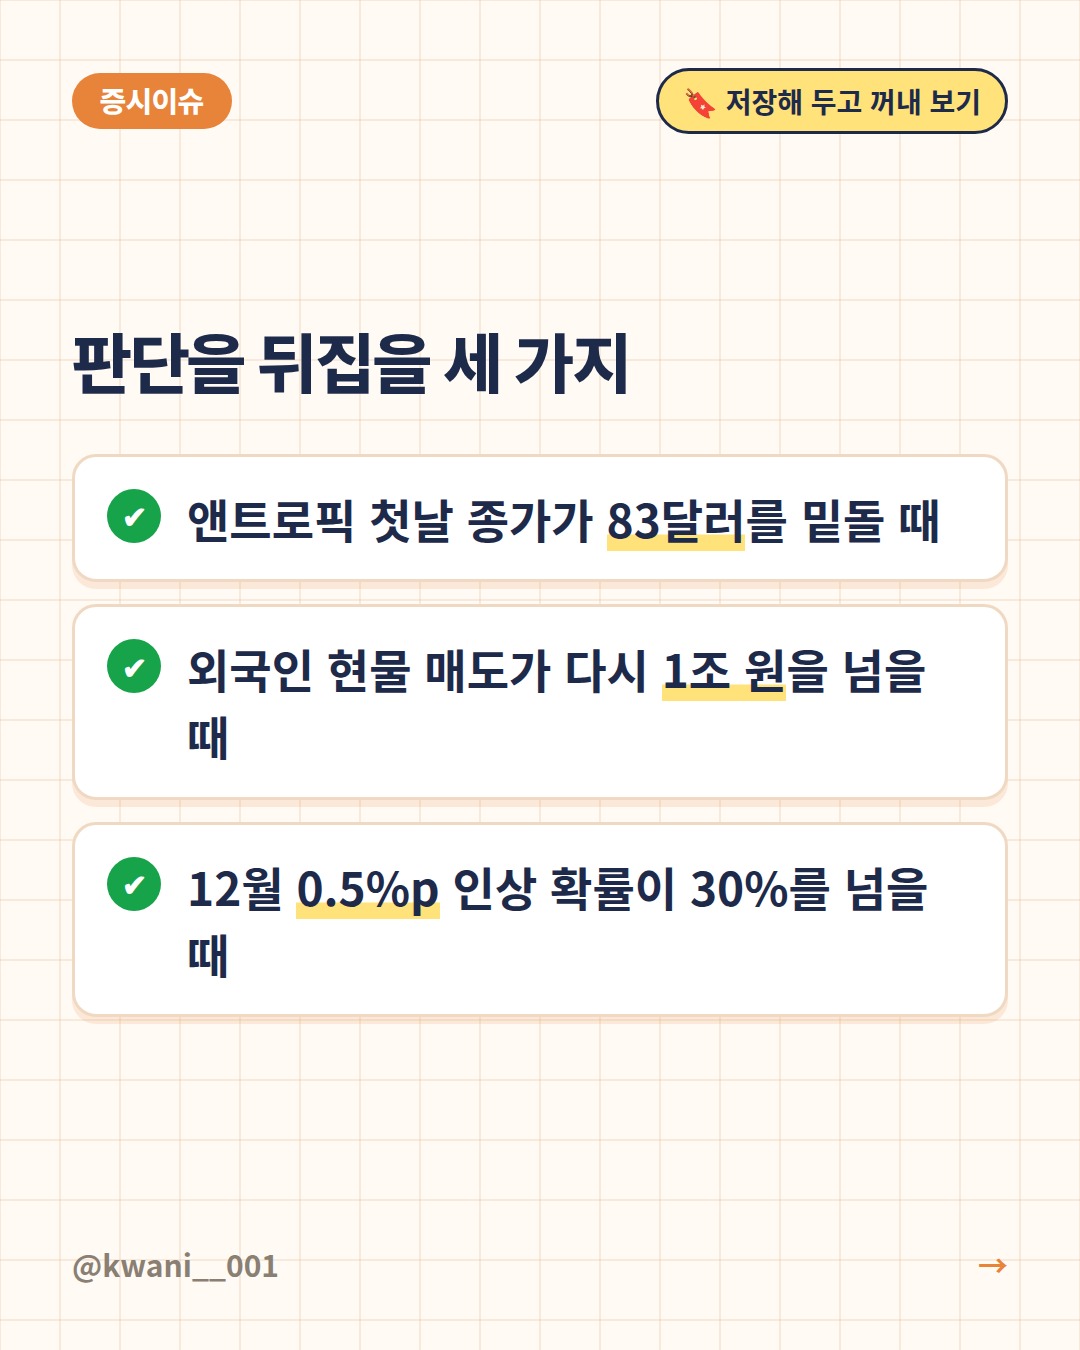 증시이슈
🔖 저장해 두고 꺼내 보기
판단을 뒤집을 세 가지
✔ 앤트로픽 첫날 종가가 83달러를 밑돌 때
✔ 외국인 현물 매도가 다시 1조 원을 넘을
때
✔ 12월 0.5%p 인상 확률이 30%를 넘을
때
@kwani__001
→